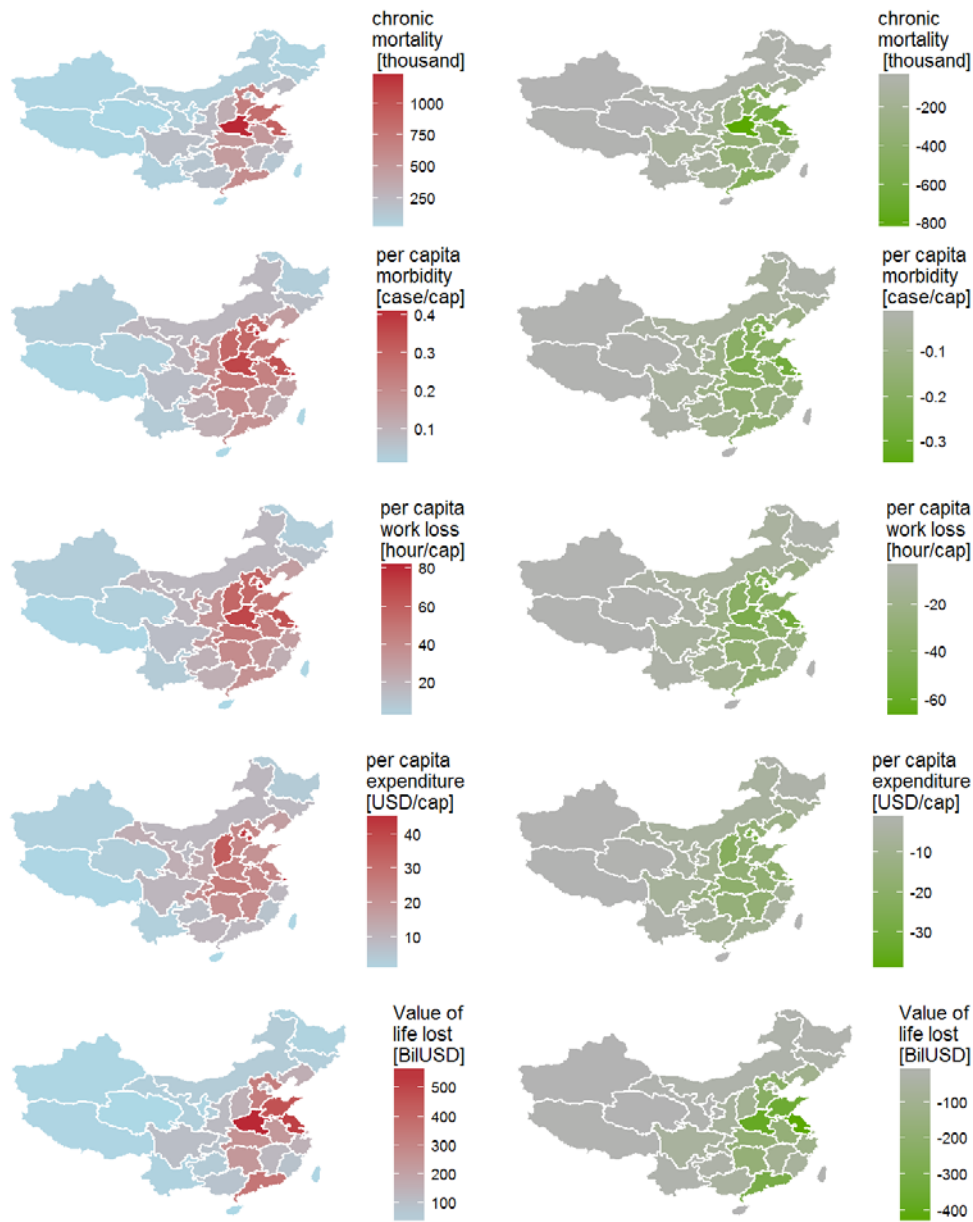 chronic
mortality
[thousand]
1000
750
500
250
chronic
mortality
[thousand]
-200
-400
-600
-800
per capita
morbidity
[case/cap]
0.4
0.3
0.2
0.1
per capita
morbidity
[case/cap]
-0.1
-0.2
-0.3
per capita
work loss
[hour/cap]
80
60
40
20
per capita
work loss
[hour/cap]
-20
-40
-60
per capita
expenditure
[USD/cap]
40
30
20
10
per capita
expenditure
[USD/cap]
-10
-20
-30
Value of
life lost
[BilUSD]
500
400
300
200
100
Value of
life lost
[BilUSD]
-100
-200
-300
-400